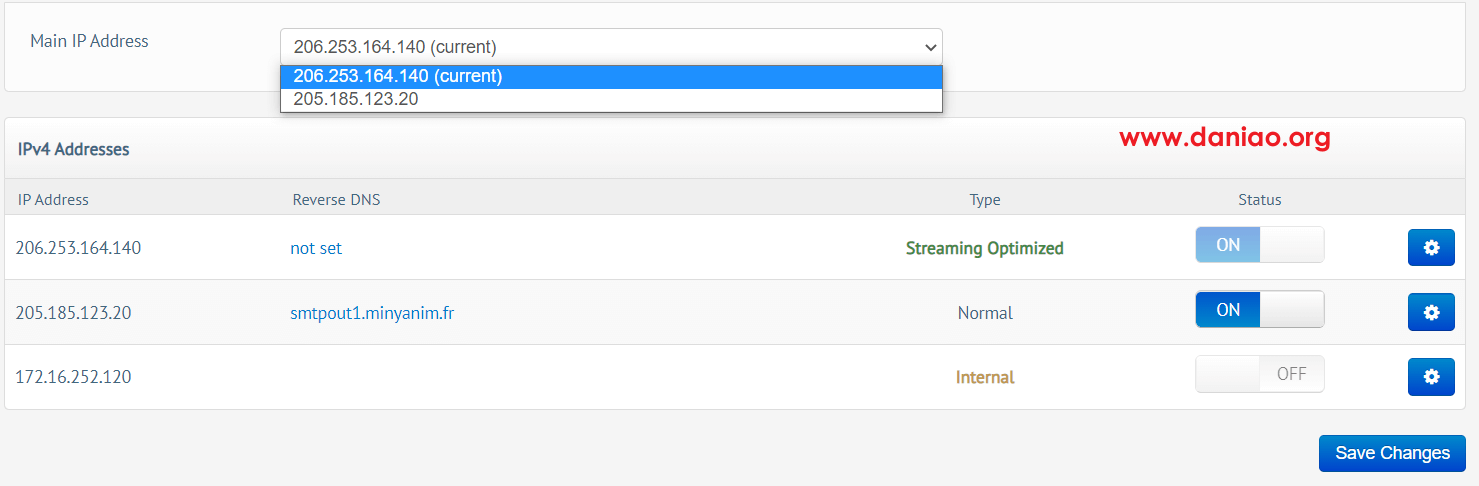 Main IP Address
206.253.164.140 (current)
206.253.164.140 (current)
205.185.123.20
www.daniao.org
IPv4 Addresses
IP Address Reverse DNS Type Status
206.253.164.140 not set Streaming Optimized ON
205.185.123.20 smtpout1.minyanim.fr Normal ON
172.16.252.120 Internal OFF
Save Changes